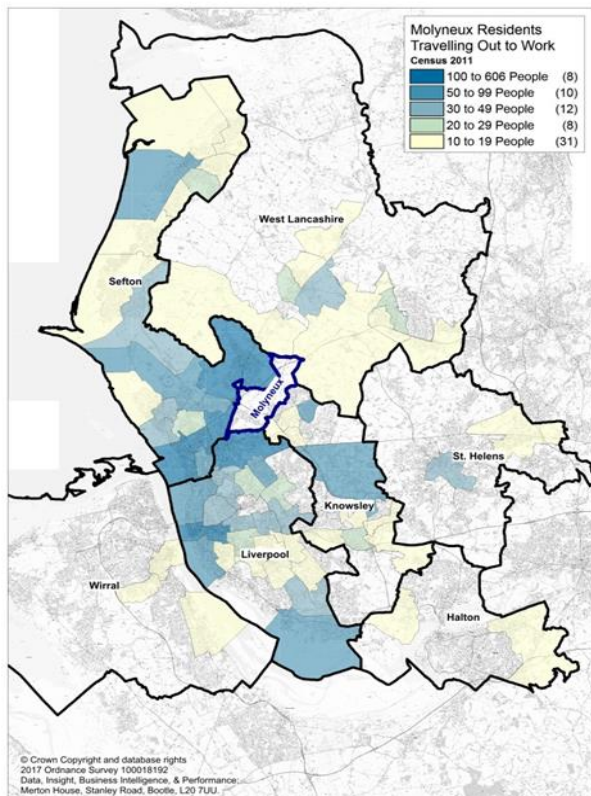 Molyneux Residents
Travelling Out to Work
Census 2011
100 to 606 People (8)
50 to 99 People (10)
30 to 49 People (12)
20 to 29 People (8)
10 to 19 People (31)
West Lancashire
Sefton
Molyneux
St. Helens
Knowsley
Liverpool
Wirral
Halton
© Crown Copyright and database rights
2017 Ordnance Survey 100018192
Data, Insight, Business Intelligence, & Performance:
Merton House, Stanley Road, Bootle, L20 7UU.